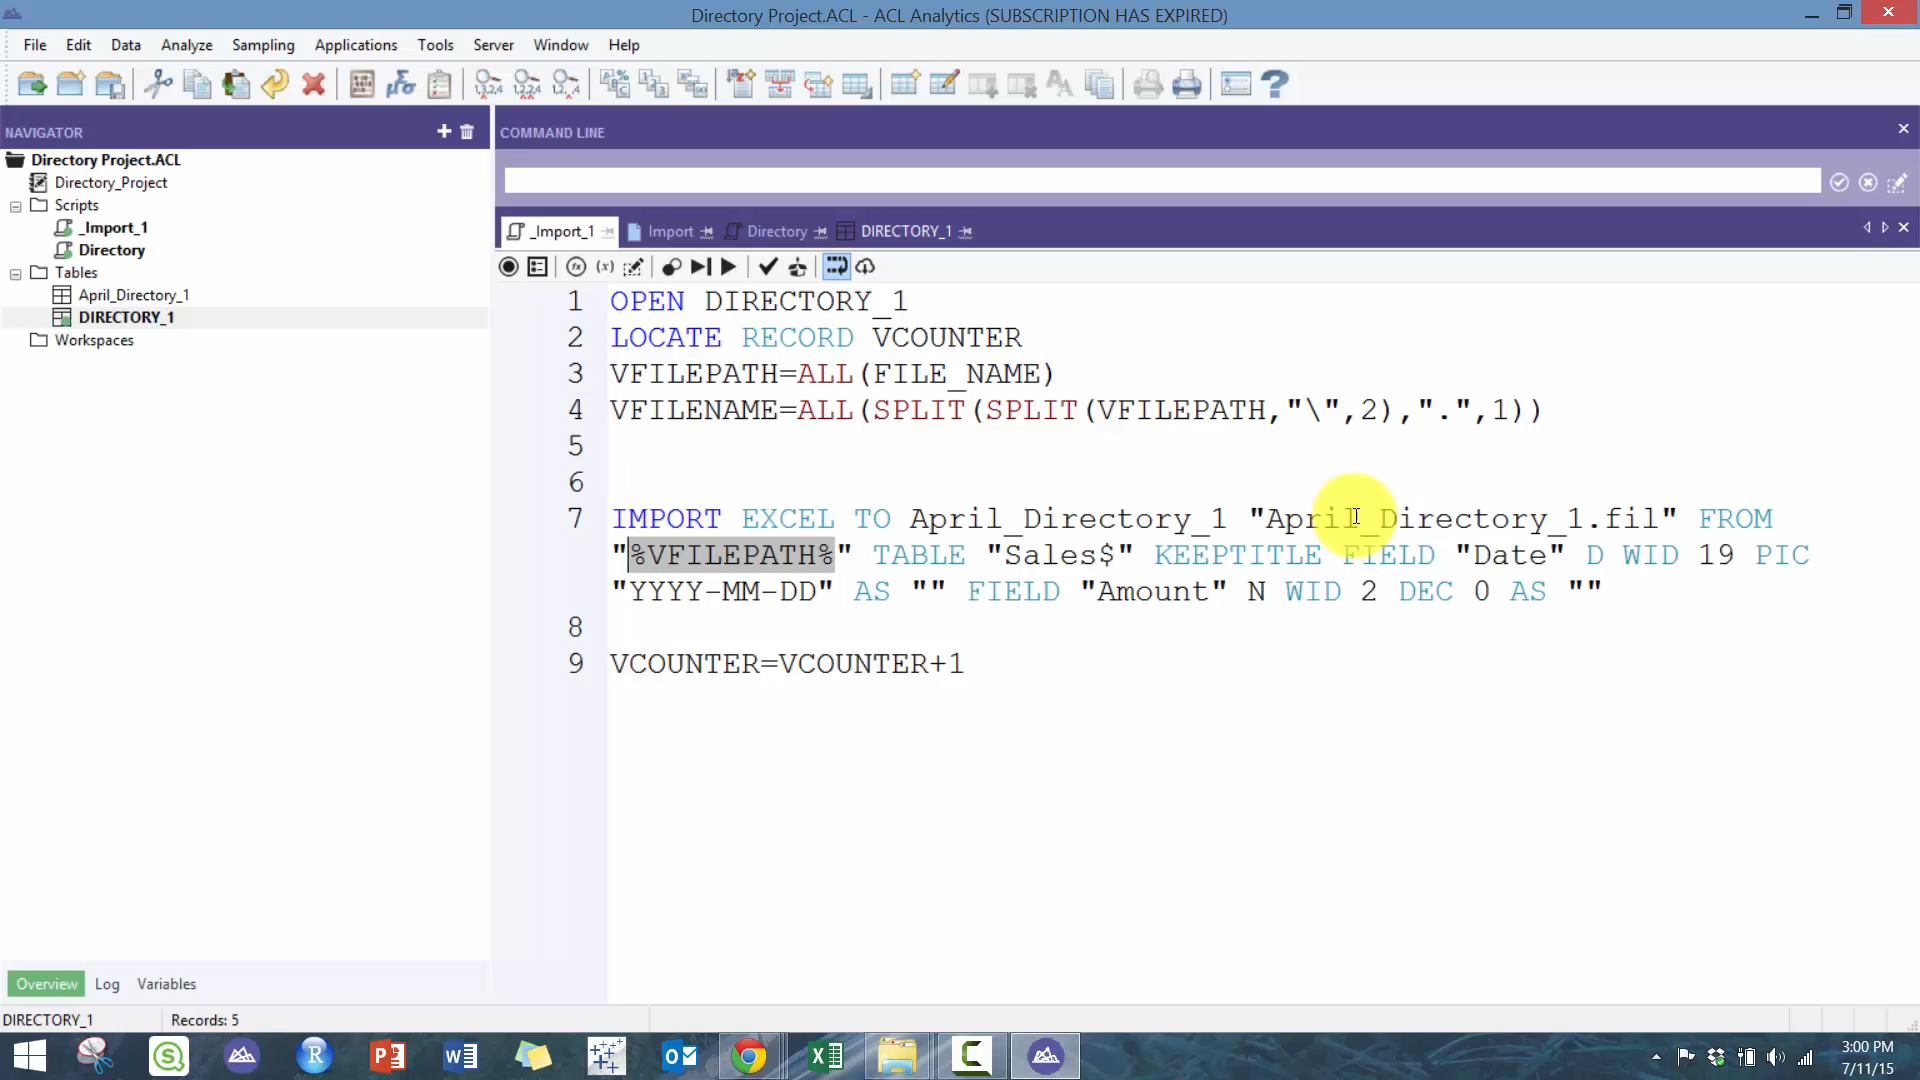 Directory Project.ACL - ACL Analytics (SUBSCRIPTION HAS EXPIRED)
File Edit Data Analyze Sampling Applications Tools Server Window Help
NAVIGATOR
COMMAND LINE
Directory Project.ACL
Directory_Project
Scripts
_Import_1
Directory
Tables
April_Directory_1
DIRECTORY_1
Workspaces
_Import_1 Import Directory DIRECTORY_1
1 OPEN DIRECTORY_1
2 LOCATE RECORD VCOUNTER
3 VFILEPATH=ALL(FILE_NAME)
4 VFILENAME=ALL(SPLIT(SPLIT(VFILEPATH,"\",2),".",1))
5
6
7 IMPORT EXCEL TO April_Directory_1 "April_Directory_1.fil" FROM
"%VFILEPATH%" TABLE "Sales$" KEEPTITLE FIELD "Date" D WID 19 PIC
"YYYY-MM-DD" AS "" FIELD "Amount" N WID 2 DEC 0 AS ""
8
9 VCOUNTER=VCOUNTER+1
Overview Log Variables
DIRECTORY_1 Records: 5
3:00 PM
7/11/15